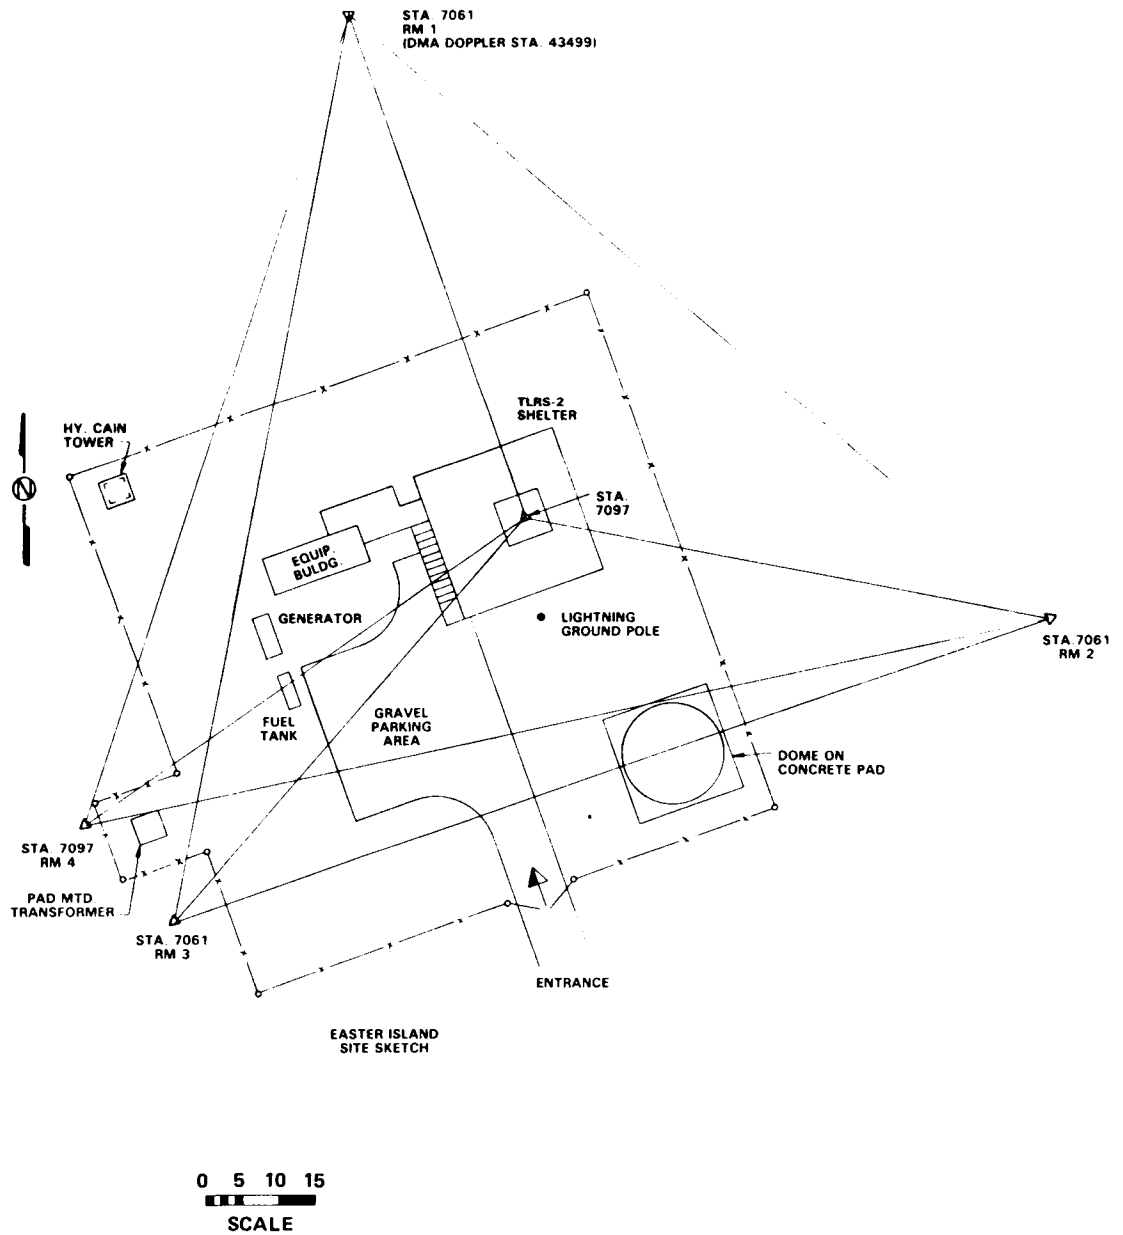 STA. 7061
RM 1
(DMA DOPPLER STA. 43499)
TLRS-2
SHELTER
HY. CAIN
TOWER
N
STA.
7097
EQUIP.
BULDG.
GENERATOR
LIGHTNING
GROUND POLE
STA.7061
RM 2
FUEL
TANK
GRAVEL
PARKING
AREA
DOME ON
CONCRETE PAD
STA. 7097
RM 4
PAD MTD.
TRANSFORMER
STA. 7061
RM 3
ENTRANCE
EASTER ISLAND
SITE SKETCH
0 5 10 15
SCALE